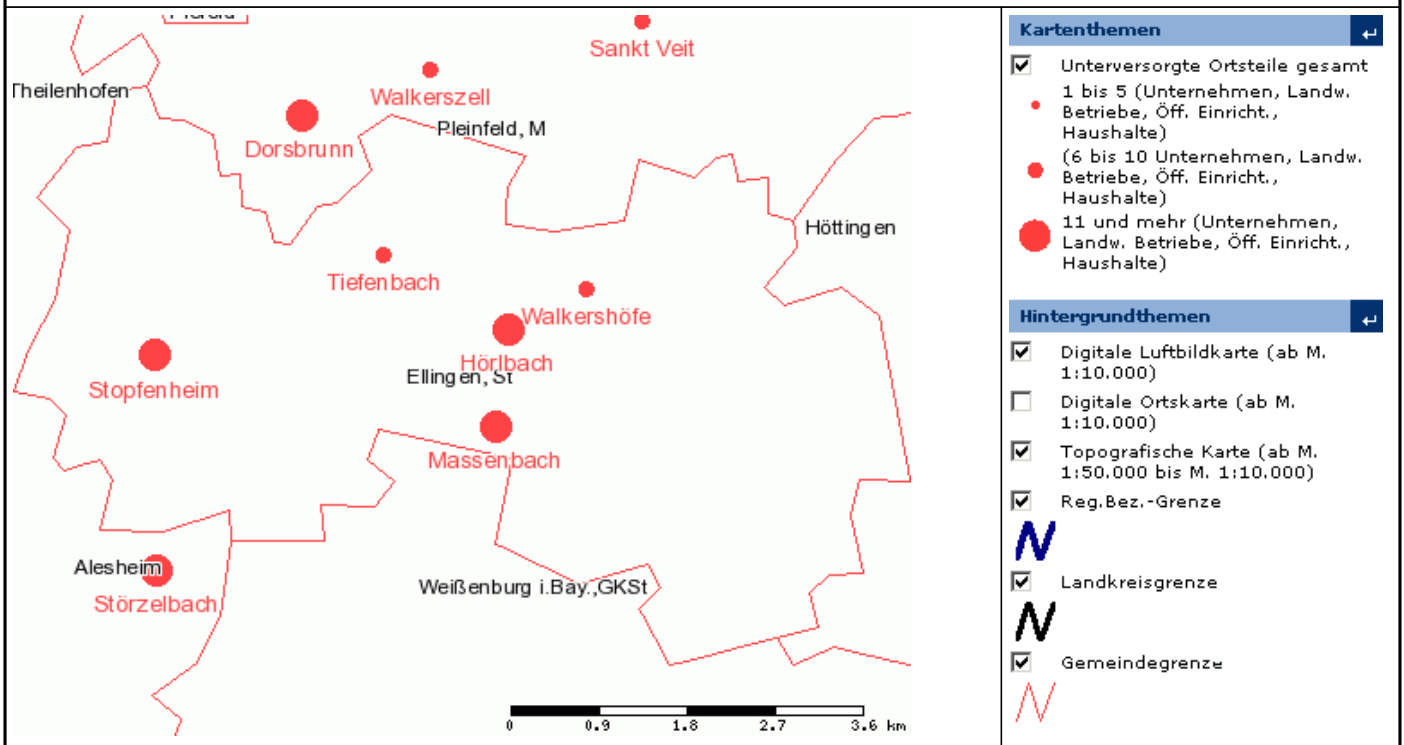 Sankt Veit
Theilenhofen
Walkerszell
Pleinfeld, M
Dorsbrunn
Höttingen
Tiefenbach
Walkershöfe
Hörlbach
Ellingen, St
Stopfenheim
Massenbach
Alesheim
Störzelbach
Weißenburg i.Bay.,GKSt
0 0.9 1.8 2.7 3.6 km
Kartenthemen
Unterversorgte Ortsteile gesamt
1 bis 5 (Unternehmen, Landw.
Betriebe, Öff. Einricht.,
Haushalte)
(6 bis 10 Unternehmen, Landw.
Betriebe, Öff. Einricht.,
Haushalte)
11 und mehr (Unternehmen,
Landw. Betriebe, Öff. Einricht.,
Haushalte)
Hintergrundthemen
Digitale Luftbildkarte (ab M.
1:10.000)
Digitale Ortskarte (ab M.
1:10.000)
Topografische Karte (ab M.
1:50.000 bis M. 1:10.000)
Reg.Bez.-Grenze
Landkreisgrenze
Gemeindegrenze